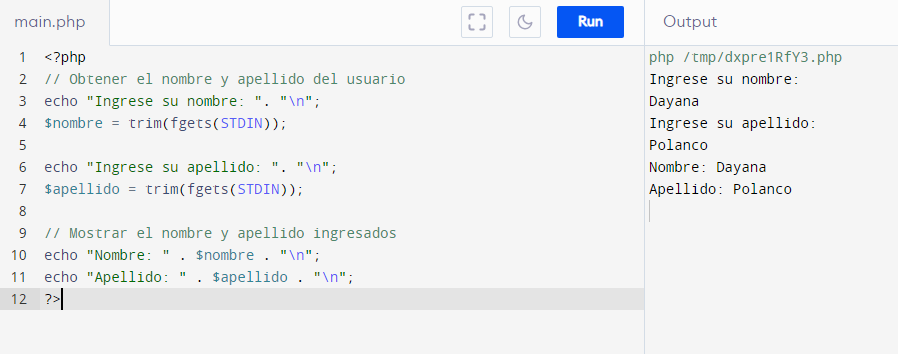 main.php
Run
Output
1 <?php
2 // Obtener el nombre y apellido del usuario
3 echo "Ingrese su nombre: ". "\n";
4 $nombre = trim(fgets(STDIN));
5
6 echo "Ingrese su apellido: ". "\n";
7 $apellido = trim(fgets(STDIN));
8
9 // Mostrar el nombre y apellido ingresados
10 echo "Nombre: " . $nombre . "\n";
11 echo "Apellido: " . $apellido . "\n";
12 ?>
php /tmp/dxpre1RfY3.php
Ingrese su nombre:
Dayana
Ingrese su apellido:
Polanco
Nombre: Dayana
Apellido: Polanco